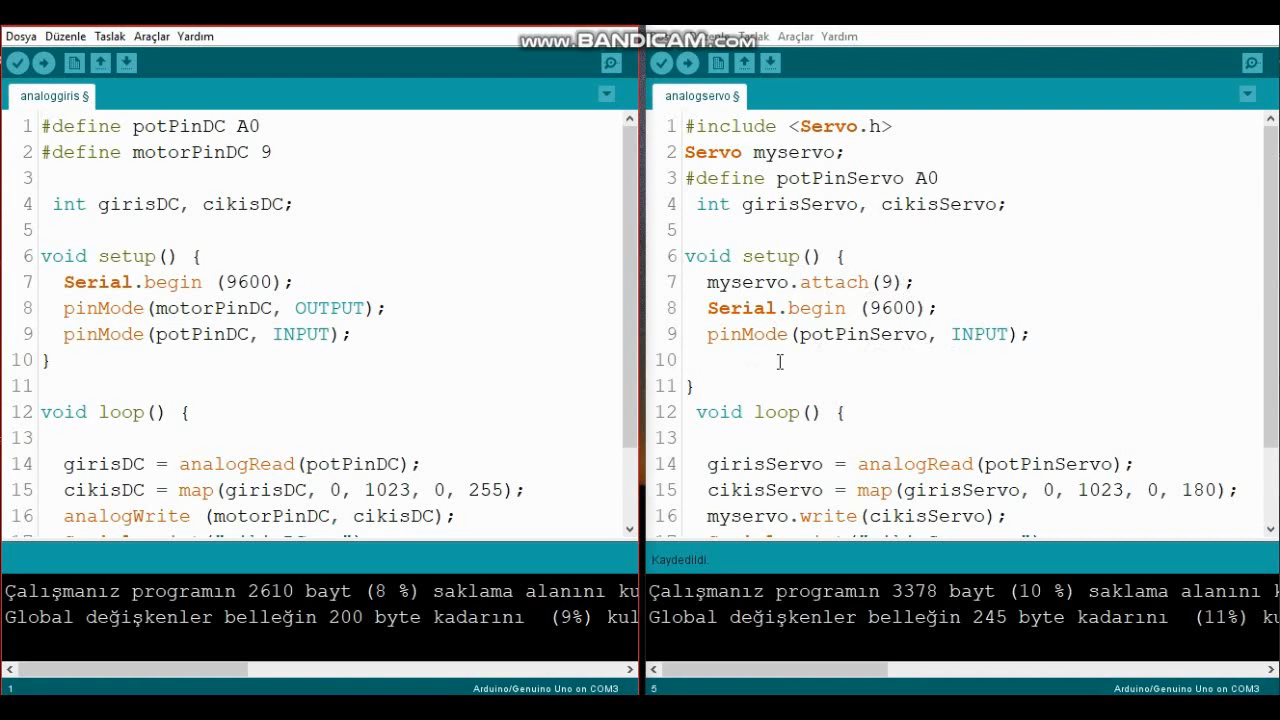 www.BANDICAM.com
Dosya Düzenle Taslak Araçlar Yardım
analoggiris §
1 #define potPinDC A0
2 #define motorPinDC 9
3
4 int girisDC, cikisDC;
5
6 void setup() {
7 Serial.begin (9600);
8 pinMode(motorPinDC, OUTPUT);
9 pinMode(potPinDC, INPUT);
10 }
11
12 void loop() {
13
14 girisDC = analogRead(potPinDC);
15 cikisDC = map(girisDC, 0, 1023, 0, 255);
16 analogWrite (motorPinDC, cikisDC);
Çalışmanız programın 2610 bayt (8 %) saklama alanını ku
Global değişkenler belleğin 200 byte kadarını (9%) kul
1 Arduino/Genuino Uno on COM3
Araçlar Yardım
analogservo §
1 #include <Servo.h>
2 Servo myservo;
3 #define potPinServo A0
4 int girisServo, cikisServo;
5
6 void setup() {
7 myservo.attach(9);
8 Serial.begin (9600);
9 pinMode(potPinServo, INPUT);
10
11 }
12 void loop() {
13
14 girisServo = analogRead(potPinServo);
15 cikisServo = map(girisServo, 0, 1023, 0, 180);
16 myservo.write(cikisServo);
Kaydedildi.
Çalışmanız programın 3378 bayt (10 %) saklama alanını
Global değişkenler belleğin 245 byte kadarını (11%) ku
5 Arduino/Genuino Uno on COM3